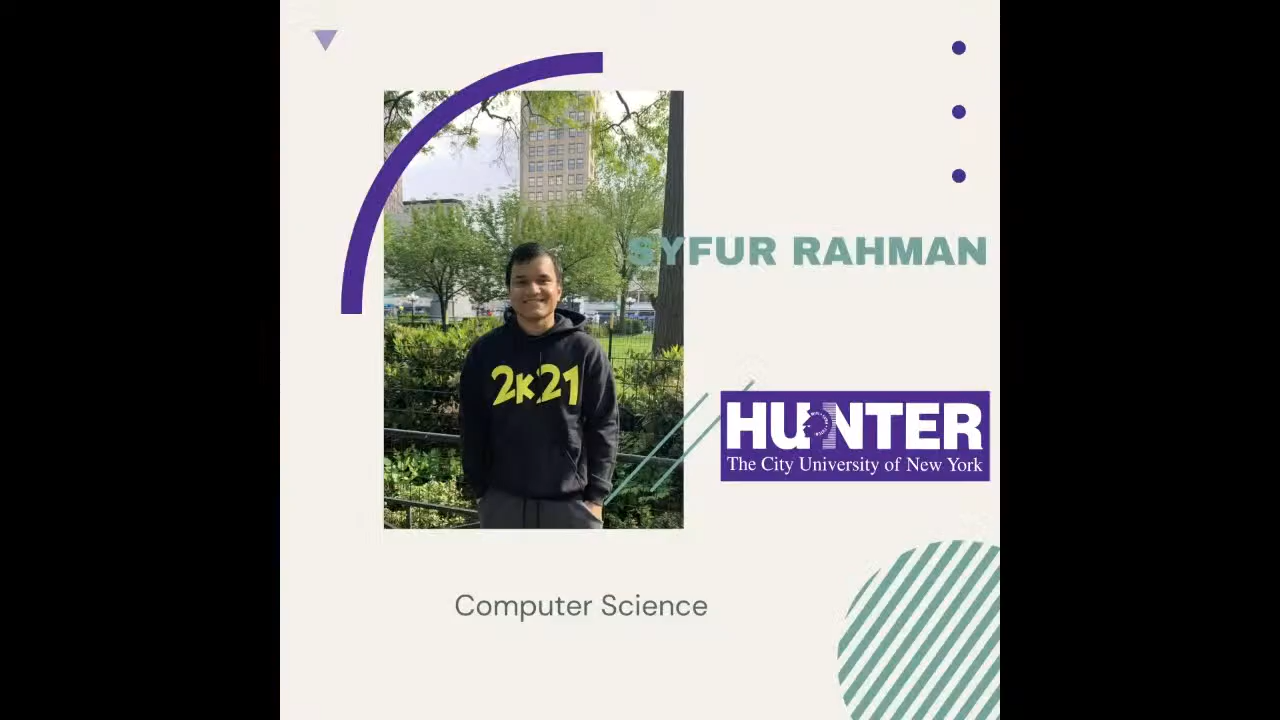 SYFUR RAHMAN
2K21
HUNTER
The City University of New York
Computer Science